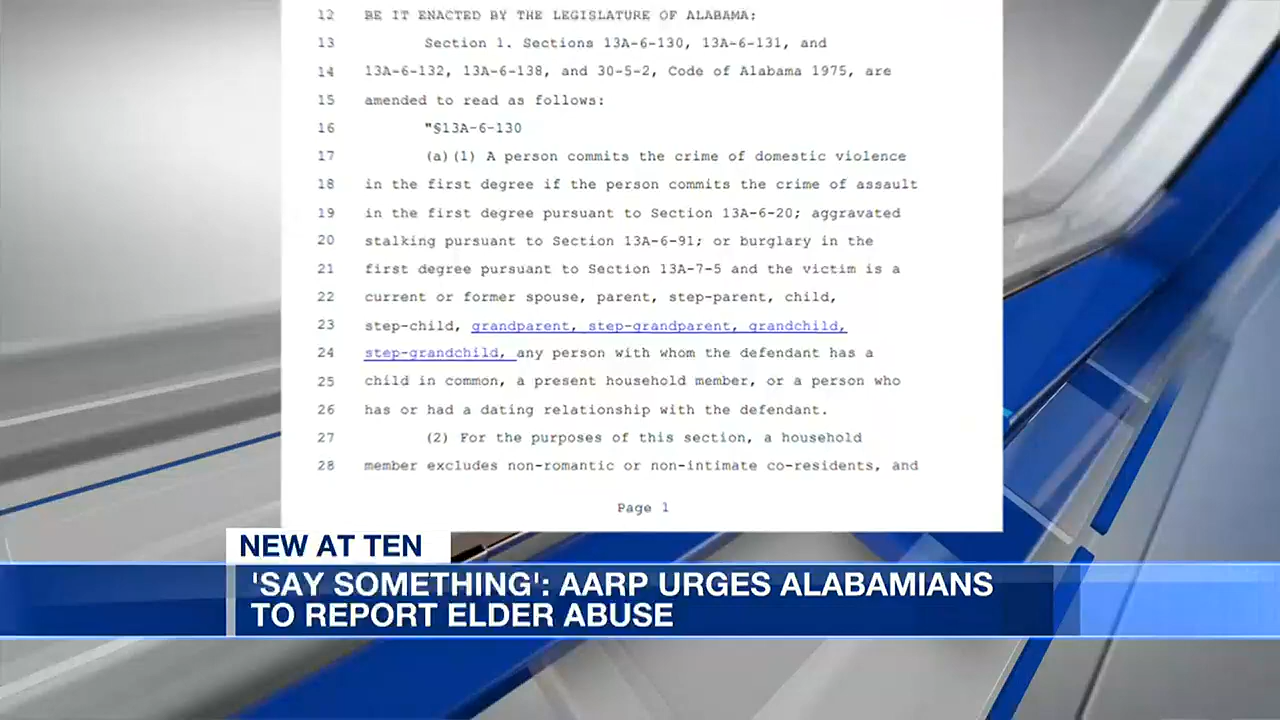 12 BE IT ENACTED BY THE LEGISLATURE OF ALABAMA:
13 Section 1. Sections 13A-6-130, 13A-6-131, and
14 13A-6-132, 13A-6-138, and 30-5-2, Code of Alabama 1975, are
15 amended to read as follows:
16 "§13A-6-130
17 (a)(1) A person commits the crime of domestic violence
18 in the first degree if the person commits the crime of assault
19 in the first degree pursuant to Section 13A-6-20; aggravated
20 stalking pursuant to Section 13A-6-91; or burglary in the
21 first degree pursuant to Section 13A-7-5 and the victim is a
22 current or former spouse, parent, step-parent, child,
23 step-child, grandparent, step-grandparent, grandchild,
24 step-grandchild, any person with whom the defendant has a
25 child in common, a present household member, or a person who
26 has or had a dating relationship with the defendant.
27 (2) For the purposes of this section, a household
28 member excludes non-romantic or non-intimate co-residents, and
Page 1
NEW AT TEN
'SAY SOMETHING': AARP URGES ALABAMIANS
TO REPORT ELDER ABUSE